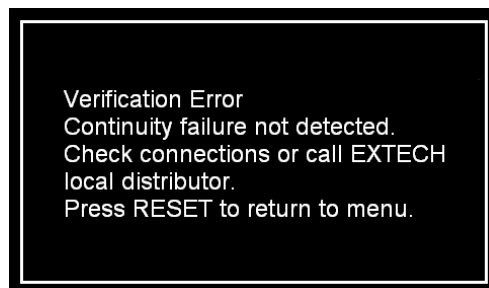 Verification Error
Continuity failure not detected.
Check connections or call EXTECH
local distributor.
Press RESET to return to menu.